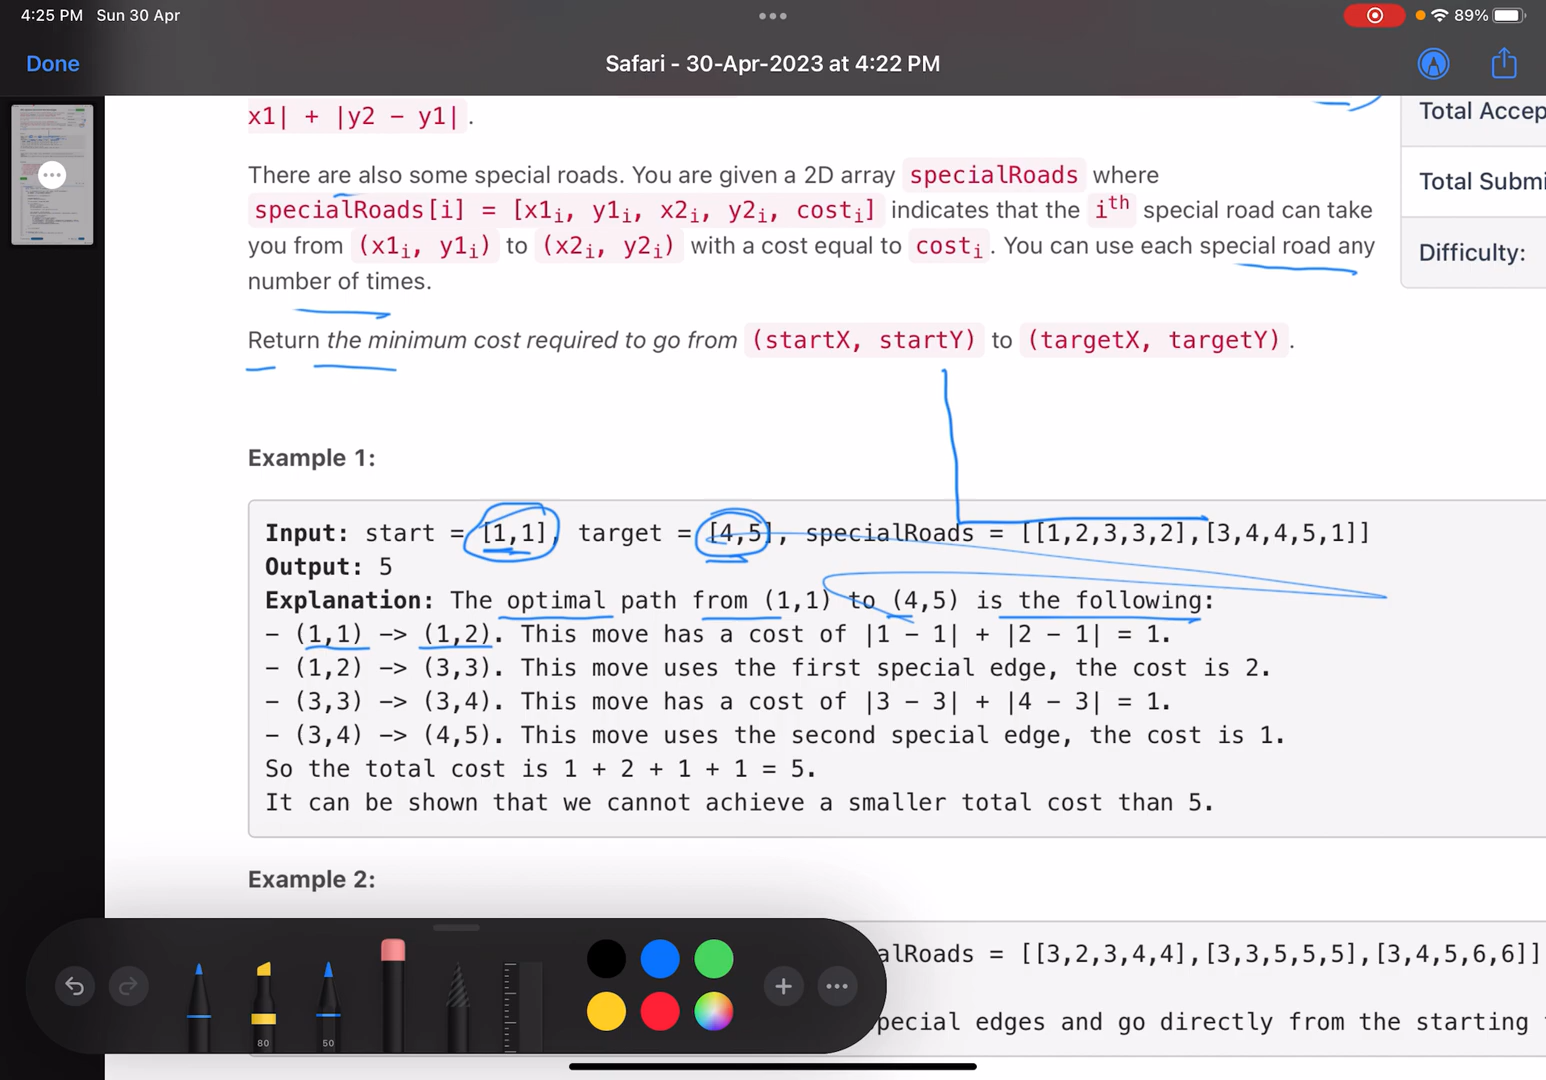 4:25 PM Sun 30 Apr
89%
Done
Safari - 30-Apr-2023 at 4:22 PM
x1| + |y2 - y1|.
Total Accep
There are also some special roads. You are given a 2D array specialRoads where
Total Submi
specialRoads[i] = [x1i, y1i, x2i, y2i, costi] indicates that the ith special road can take
you from (x1i, y1i) to (x2i, y2i) with a cost equal to costi. You can use each special road any
Difficulty:
number of times.
Return the minimum cost required to go from (startX, startY) to (targetX, targetY).
Example 1:
Input: start = [1,1], target = [4,5], specialRoads = [[1,2,3,3,2],[3,4,4,5,1]]
Output: 5
Explanation: The optimal path from (1,1) to (4,5) is the following:
- (1,1) -> (1,2). This move has a cost of |1 - 1| + |2 - 1| = 1.
- (1,2) -> (3,3). This move uses the first special edge, the cost is 2.
- (3,3) -> (3,4). This move has a cost of |3 - 3| + |4 - 3| = 1.
- (3,4) -> (4,5). This move uses the second special edge, the cost is 1.
So the total cost is 1 + 2 + 1 + 1 = 5.
It can be shown that we cannot achieve a smaller total cost than 5.
Example 2:
alRoads = [[3,2,3,4,4],[3,3,5,5,5],[3,4,5,6,6]]
pecial edges and go directly from the starting
80
50